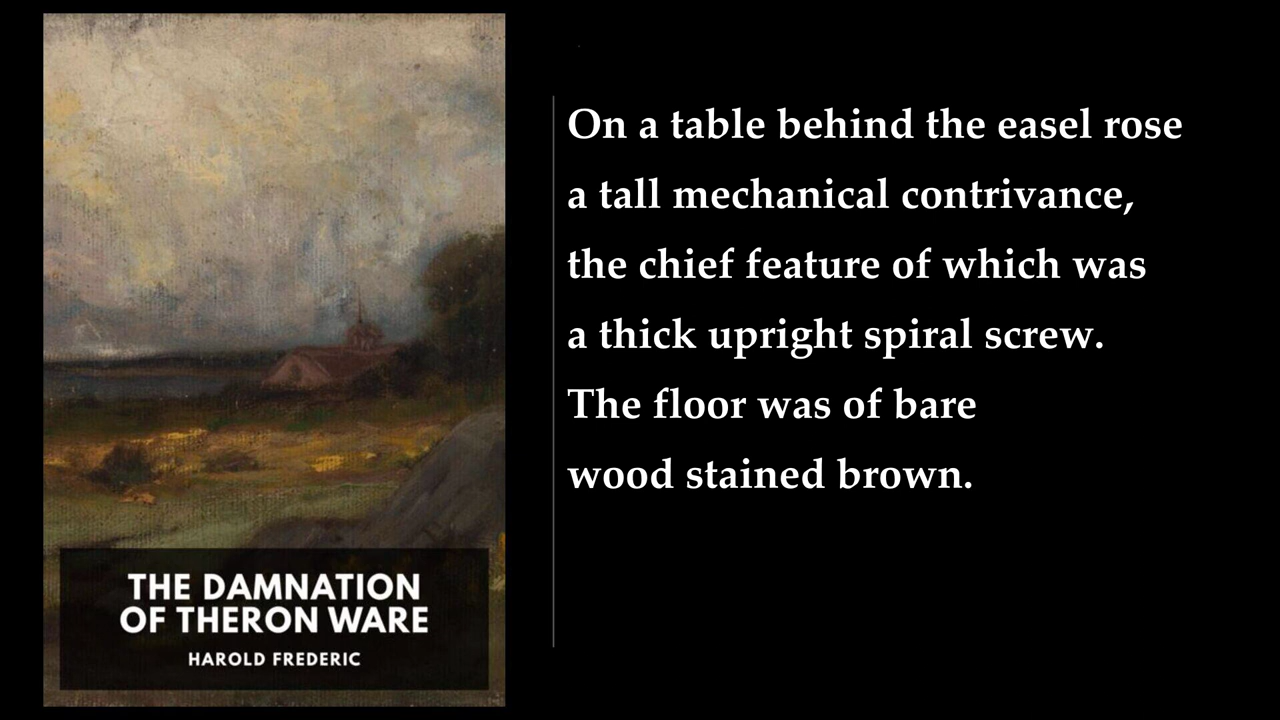 THE DAMNATION
OF THERON WARE
HAROLD FREDERIC
On a table behind the easel rose
a tall mechanical contrivance,
the chief feature of which was
a thick upright spiral screw.
The floor was of bare
wood stained brown.